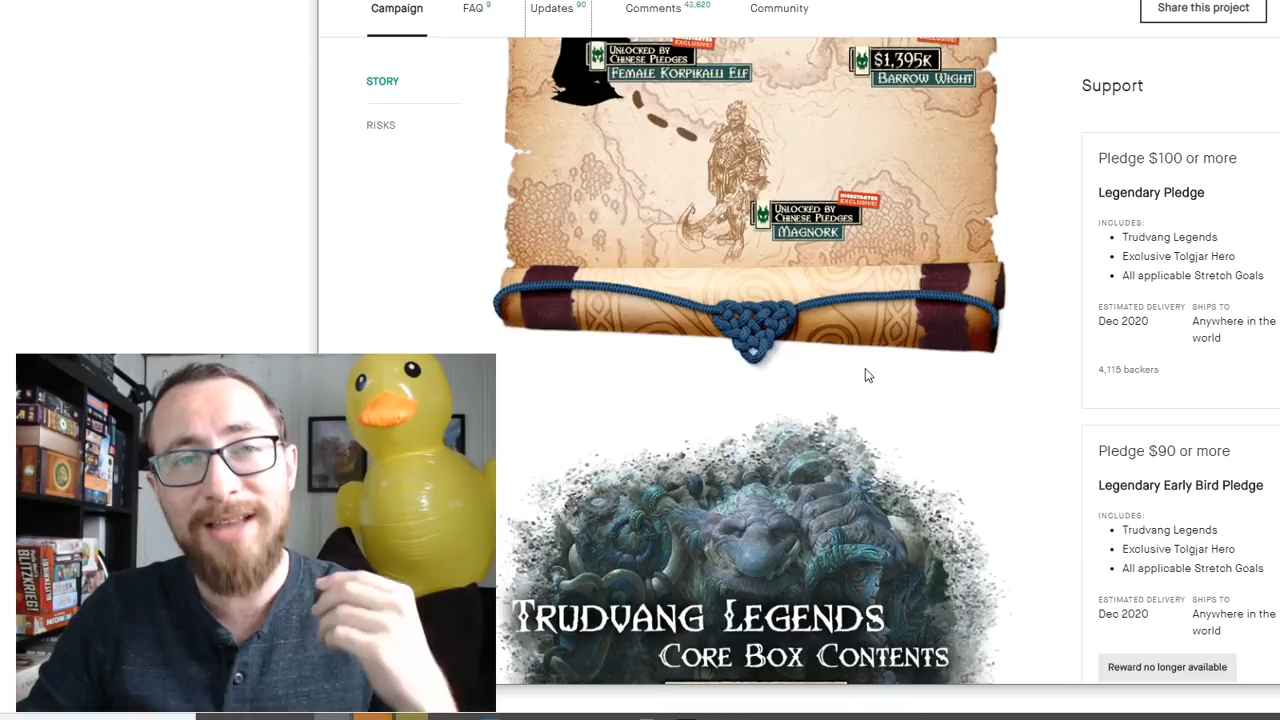 Campaign
FAQ 9
Updates 90
Comments 43,620
Community
Share this project
STORY
RISKS
UNLOCKED BY
CHINESE PLEDGES
EXCLUSIVE!
FEMALE KORPIKALLI ELF
$1,395K
BARROW WIGHT
KICKSTARTER
EXCLUSIVE!
UNLOCKED BY
CHINESE PLEDGES
MAGNORK
TRUDVANG LEGENDS
CORE BOX CONTENTS
Support
Pledge $100 or more
Legendary Pledge
INCLUDES:
• Trudvang Legends
• Exclusive Tolgjar Hero
• All applicable Stretch Goals
ESTIMATED DELIVERY
Dec 2020
SHIPS TO
Anywhere in the
world
4,115 backers
Pledge $90 or more
Legendary Early Bird Pledge
INCLUDES:
• Trudvang Legends
• Exclusive Tolgjar Hero
• All applicable Stretch Goals
ESTIMATED DELIVERY
Dec 2020
SHIPS TO
Anywhere in the
world
Reward no longer available
BLITZKRIEG!